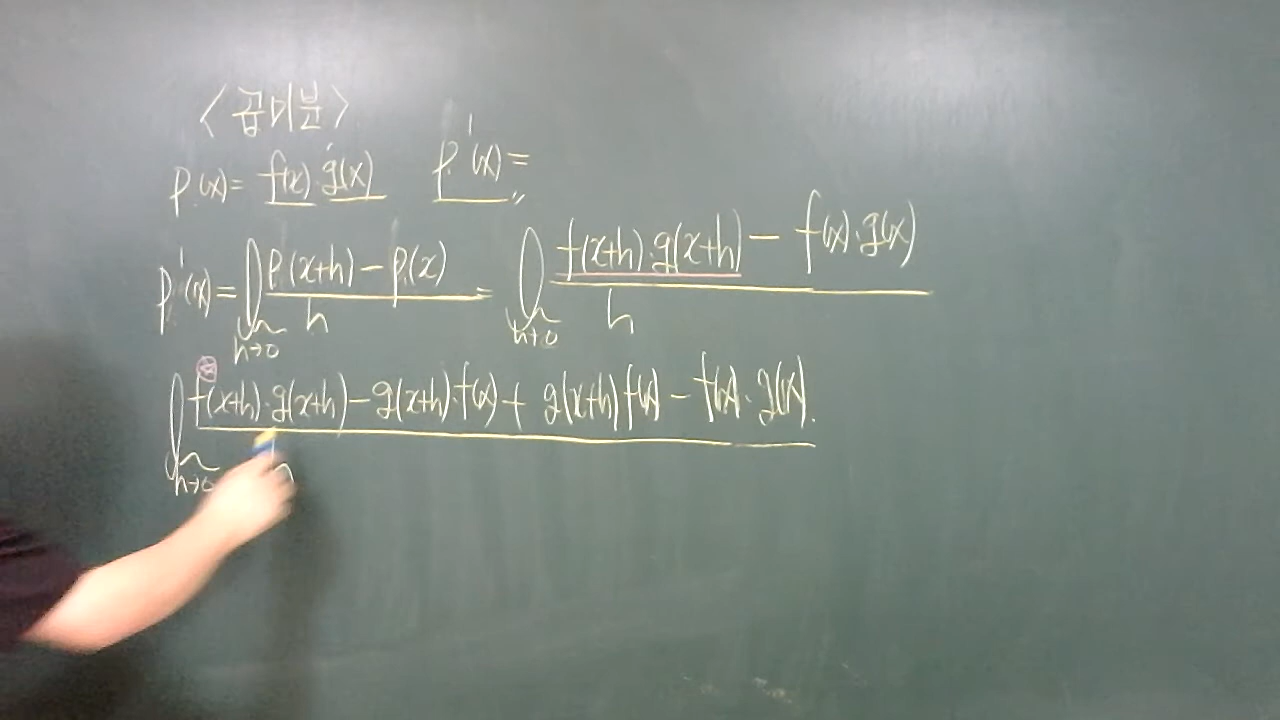 <곱미분>
P(x) = f(x)·g(x) P'(x) =
P'(x) = lim h→0 P(x+h) − P(x) / h = lim h→0 f(x+h)·g(x+h) − f(x)·g(x) / h
lim h→0 f(x+h)·g(x+h) − g(x+h)·f(x) + g(x+h)f(x) − f(x)·g(x). / h